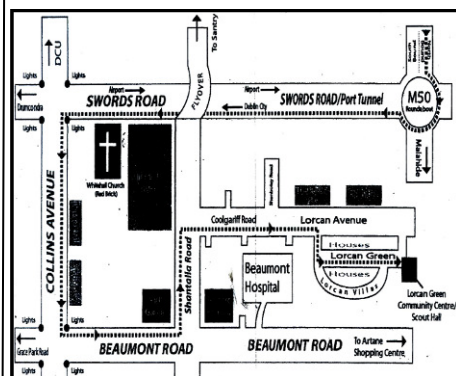 To Santry
DCU
Lights
Lights
Airport
Airport
FLYOVER
Drumcondra
SWORDS ROAD
SWORDS ROAD/Port Tunnel
Dublin City
Lights
Lights
M50
Roundabout
South
Bound
Malahide
Whitehall Church
(Red Brick)
COLLINS AVENUE
Coolgariff Road
Lorcan Avenue
Shantalla Road
Houses
Lorcan Green
Houses
Lorcan Villas
Beaumont
Hospital
Lorcan Green
Community Centre/
Scout Hall
Lights
Lights
Grace Park Road
BEAUMONT ROAD
BEAUMONT ROAD
To Artane
Shopping Centre
Lights
Lights